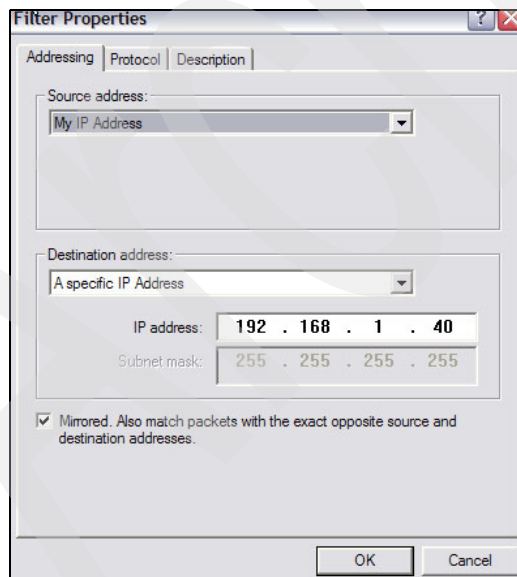 Filter Properties
Addressing Protocol Description
Source address:
My IP Address
Destination address:
A specific IP Address
IP address: 192 . 168 . 1 . 40
Subnet mask: 255 . 255 . 255 . 255
Mirrored. Also match packets with the exact opposite source and
destination addresses.
OK Cancel